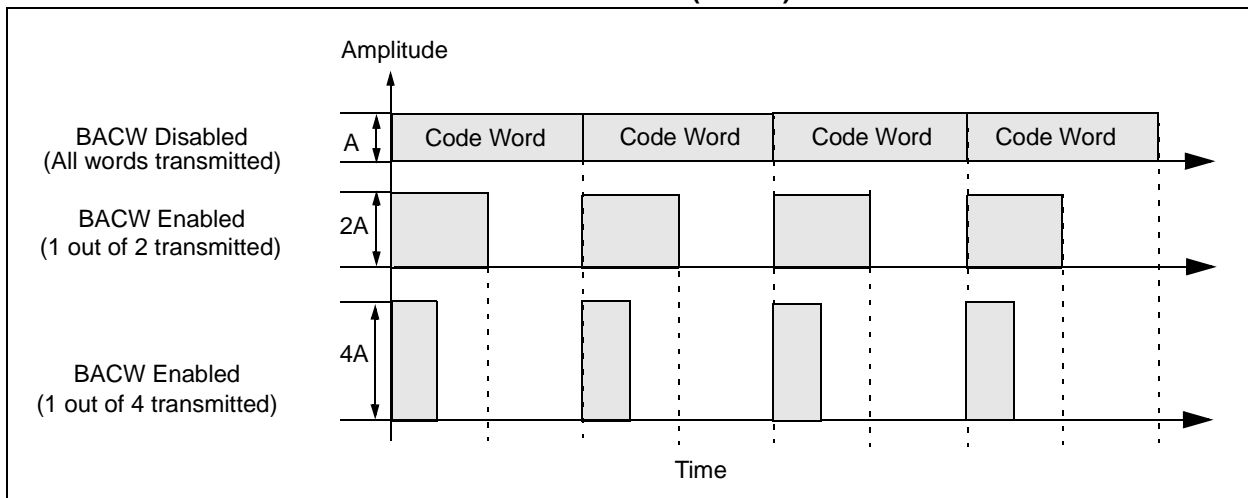 Amplitude
BACW Disabled
(All words transmitted)
A
Code Word
Code Word
Code Word
Code Word
BACW Enabled
(1 out of 2 transmitted)
2A
BACW Enabled
(1 out of 4 transmitted)
4A
Time